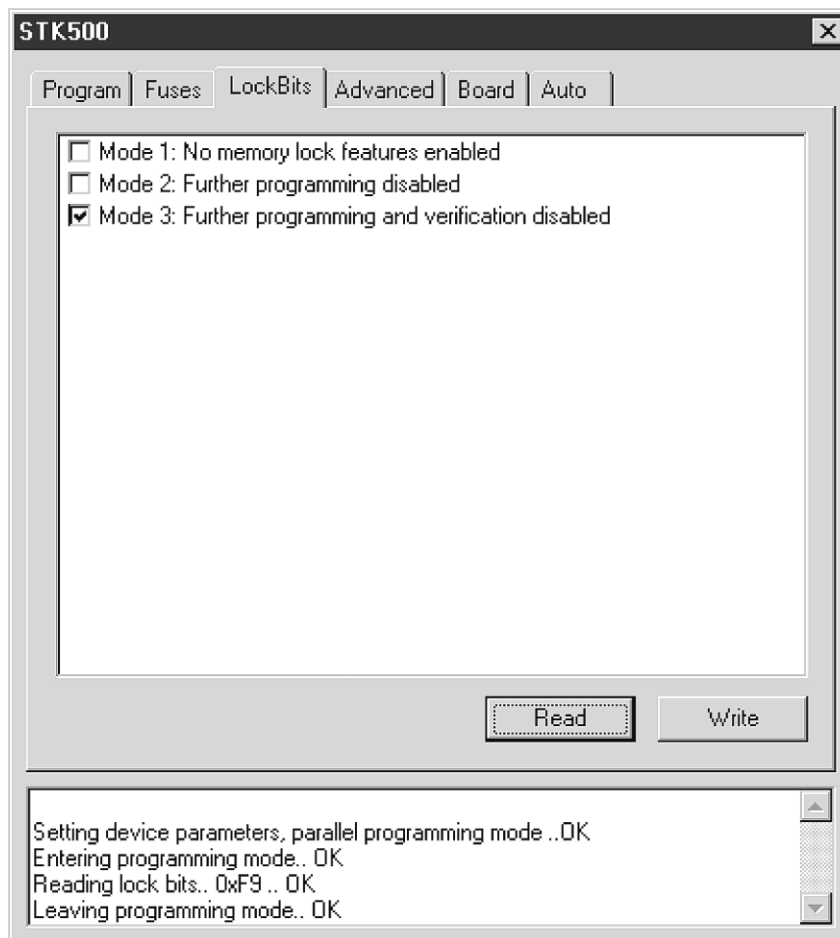 STK500
Program Fuses LockBits Advanced Board Auto
Mode 1: No memory lock features enabled
Mode 2: Further programming disabled
Mode 3: Further programming and verification disabled
Read Write
Setting device parameters, parallel programming mode ..OK
Entering programming mode.. OK
Reading lock bits.. 0xF9 .. OK
Leaving programming mode.. OK